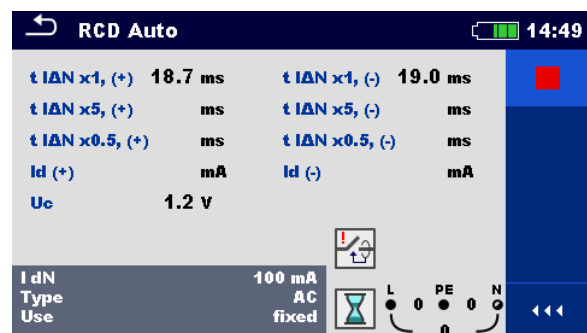 RCD Auto 14:49
t IΔN x1, (+) 18.7 ms t IΔN x1, (-) 19.0 ms
t IΔN x5, (+) ms t IΔN x5, (-) ms
t IΔN x0.5, (+) ms t IΔN x0.5, (-) ms
Id (+) mA Id (-) mA
Uc 1.2 V
!
I dN 100 mA
Type AC
Use fixed
L PE N
0 0
0